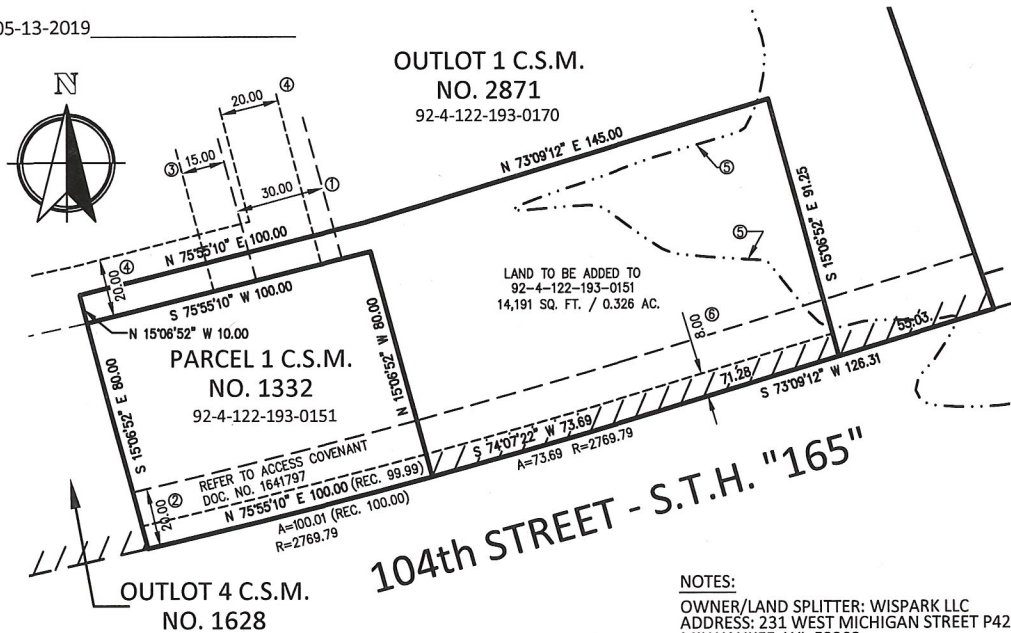 05-13-2019
N
OUTLOT 1 C.S.M.
NO. 2871
92-4-122-193-0170
④
20.00
③
15.00
30.00
①
N 73°09'12" E 145.00
⑤
N 75°55'10" E 100.00
④
20.00
S 75°55'10" W 100.00
N 15°06'52" W 10.00
S 15°06'52" E 91.25
⑤
LAND TO BE ADDED TO
92-4-122-193-0151
14,191 SQ. FT. / 0.326 AC.
PARCEL 1 C.S.M.
NO. 1332
92-4-122-193-0151
S 15°06'52" E 80.00
N 15°06'52" W 80.00
8.00
⑥
55.03
71.28
S 73°09'12" W 126.31
S 74°07'22" W 73.69
A=73.69 R=2769.79
REFER TO ACCESS COVENANT
DOC. NO. 1641797
20.00
②
N 75°55'10" E 100.00 (REC. 99.99)
A=100.01 (REC. 100.00)
R=2769.79
104th STREET - S.T.H. "165"
OUTLOT 4 C.S.M.
NO. 1628
NOTES:
OWNER/LAND SPLITTER: WISPARK LLC
ADDRESS: 231 WEST MICHIGAN STREET P42